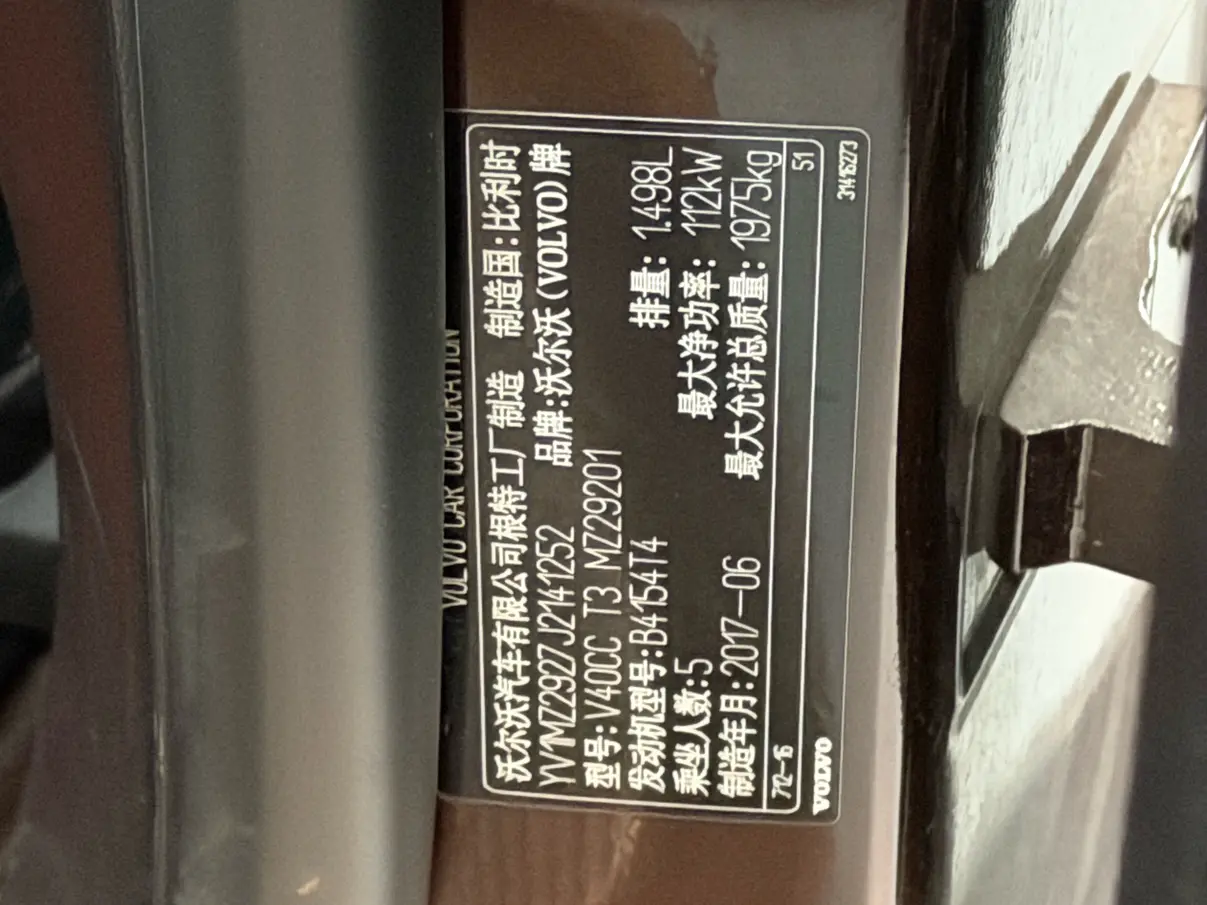 VOLVO CAR CORPORATION
沃尔沃汽车有限公司根特工厂制造 制造国:比利时
YV1MZ2927J2141252 品牌:沃尔沃(VOLVO)牌
型号:V40CC T3 MZ29201
发动机型号:B4154T4 排量: 1.498L
乘坐人数:5 最大净功率: 112kW
制造年月:2017-06 最大允许总质量: 1975kg
712-16 51
VOLVO 31416273